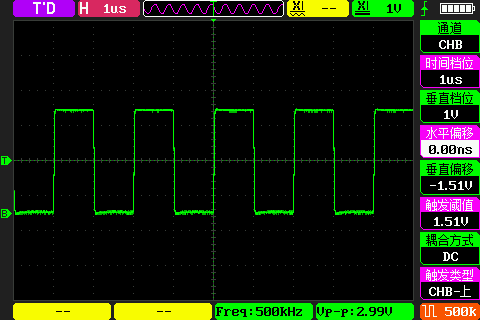 T'D H 1us X1 -- X1 1V
通道
CHB
时间档位
1us
垂直档位
1V
水平偏移
0.00ns
垂直偏移
-1.51V
触发阈值
1.51V
耦合方式
DC
触发类型
CHB-上
T
B
-- -- Freq:500kHz Vp-p:2.99V 500k